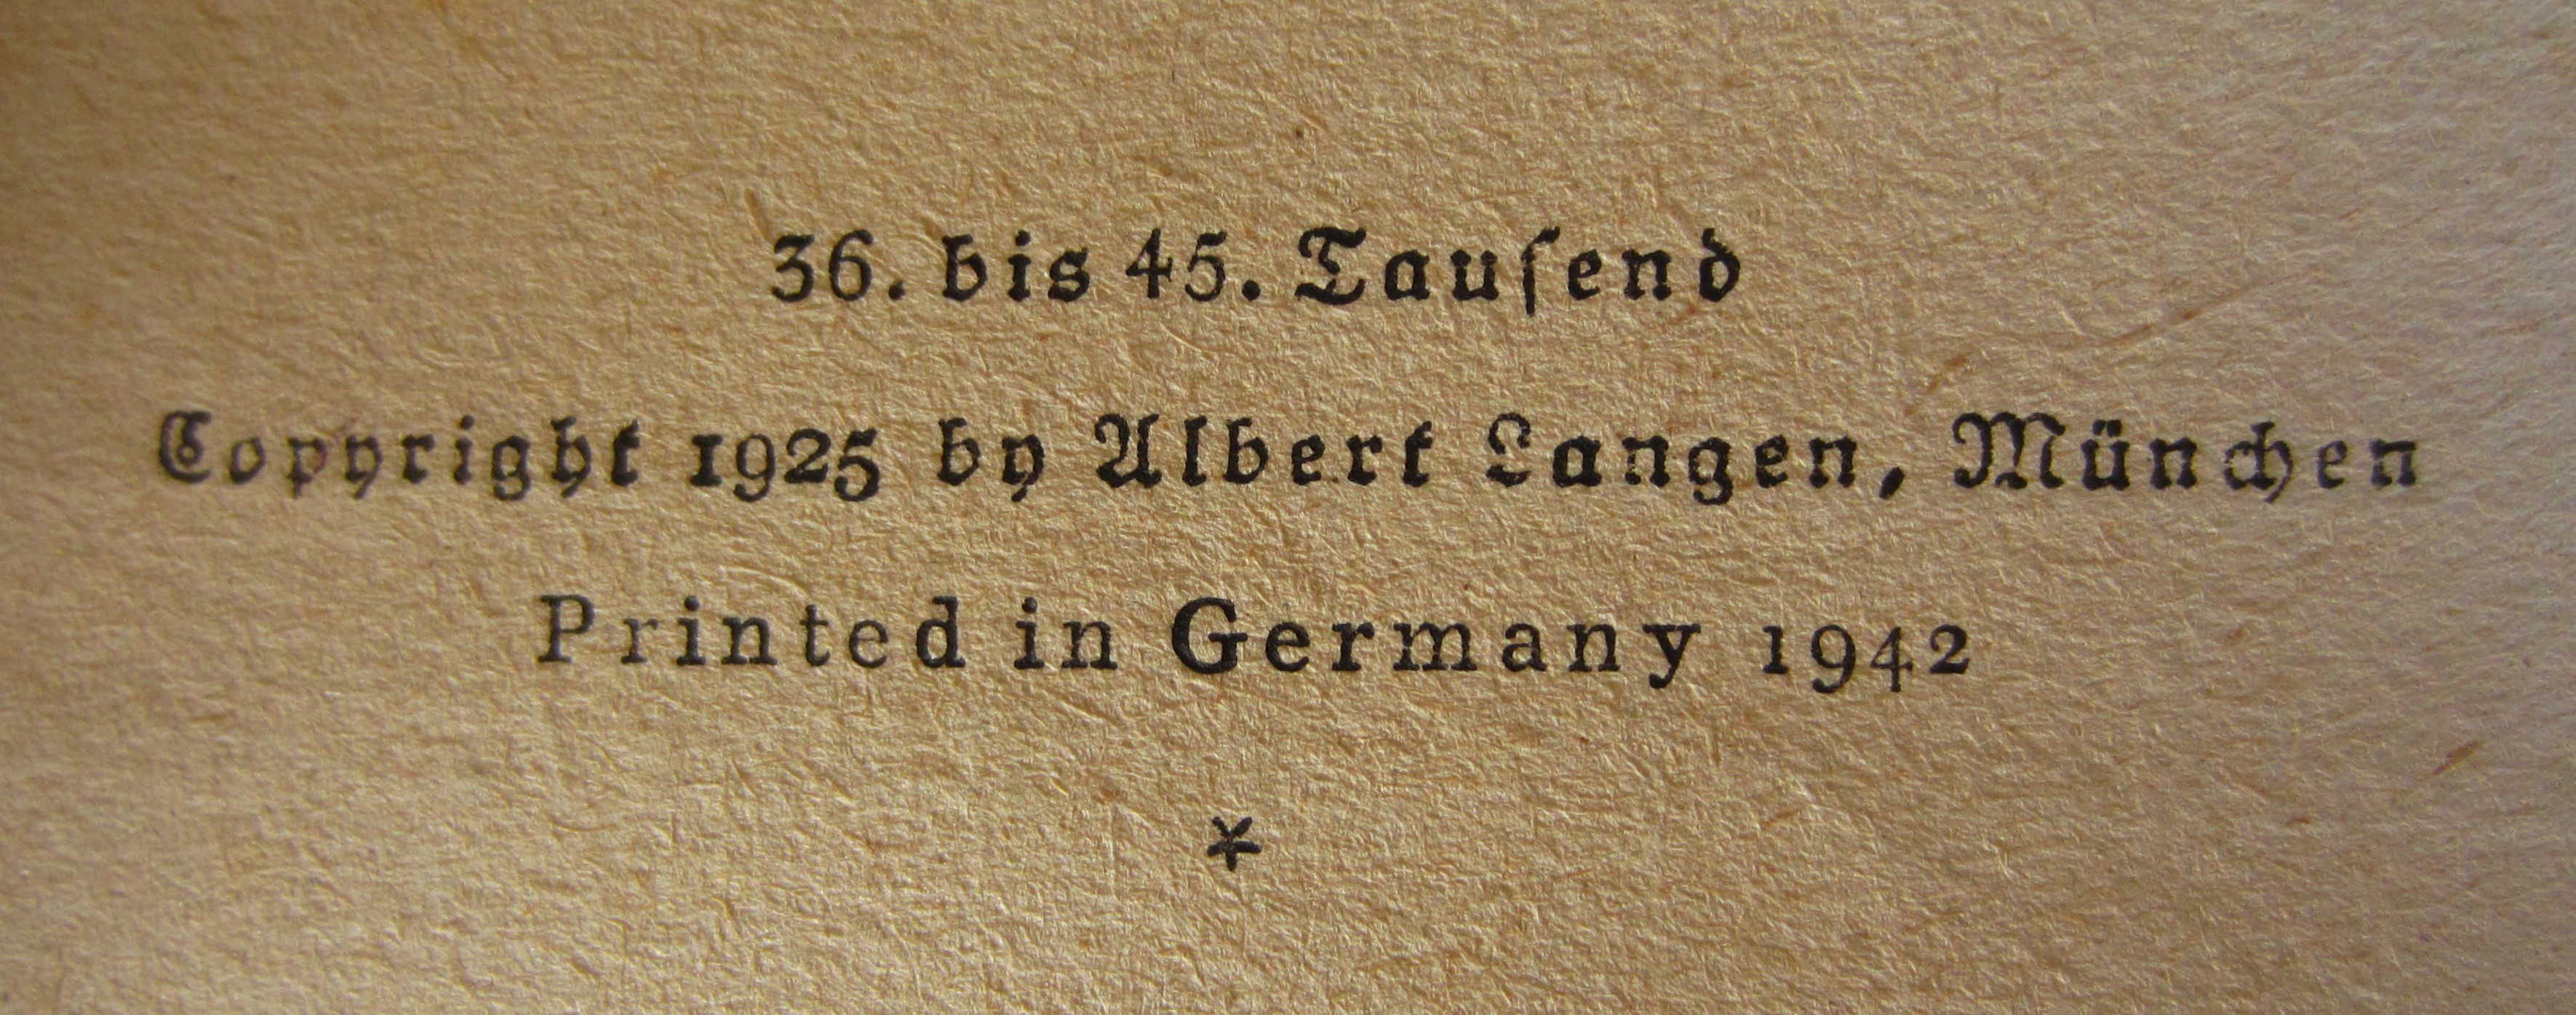 36. bis 45. Tauſend
Copyright 1925 by Albert Langen, München
Printed in Germany 1942
*